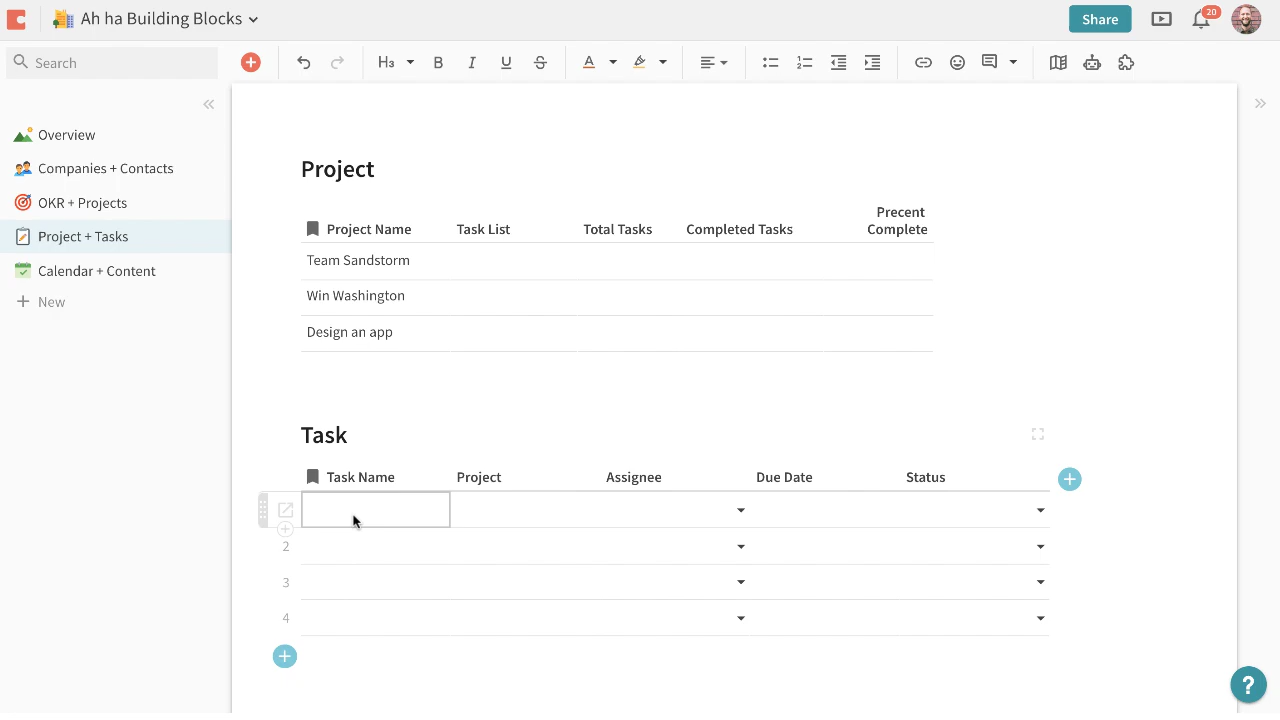 Ah ha Building Blocks
Share
20
Search
H3
B
I
U
S
A
Overview
Companies + Contacts
OKR + Projects
Project + Tasks
Calendar + Content
New
Project
Project Name Task List Total Tasks Completed Tasks Precent Complete
Team Sandstorm
Win Washington
Design an app
Task
Task Name Project Assignee Due Date Status
2
3
4
?